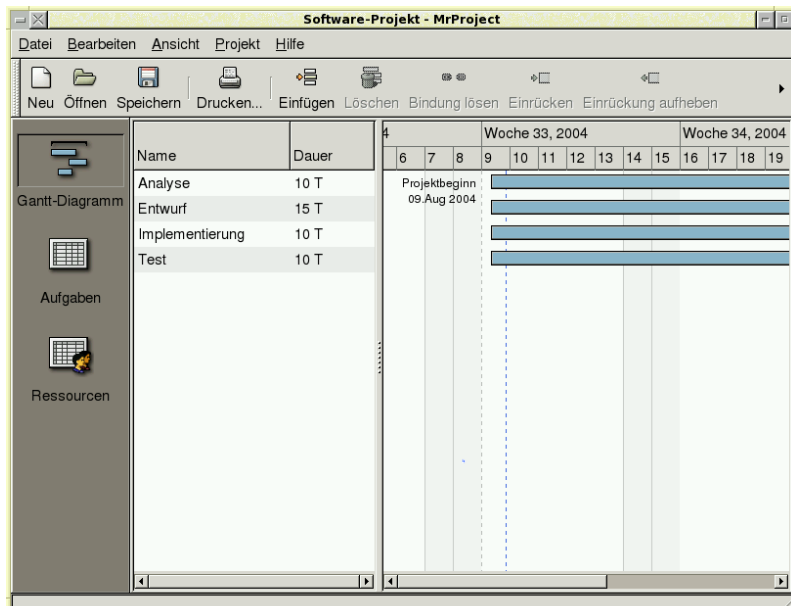 Software-Projekt - MrProject
Datei Bearbeiten Ansicht Projekt Hilfe
Neu Öffnen Speichern Drucken... Einfügen Löschen Bindung lösen Einrücken Einrückung aufheben
Gantt-Diagramm
Aufgaben
Ressourcen
Name Dauer
Analyse 10 T
Entwurf 15 T
Implementierung 10 T
Test 10 T
4 Woche 33, 2004 Woche 34, 2004
6 7 8 9 10 11 12 13 14 15 16 17 18 19
Projektbeginn
09.Aug 2004